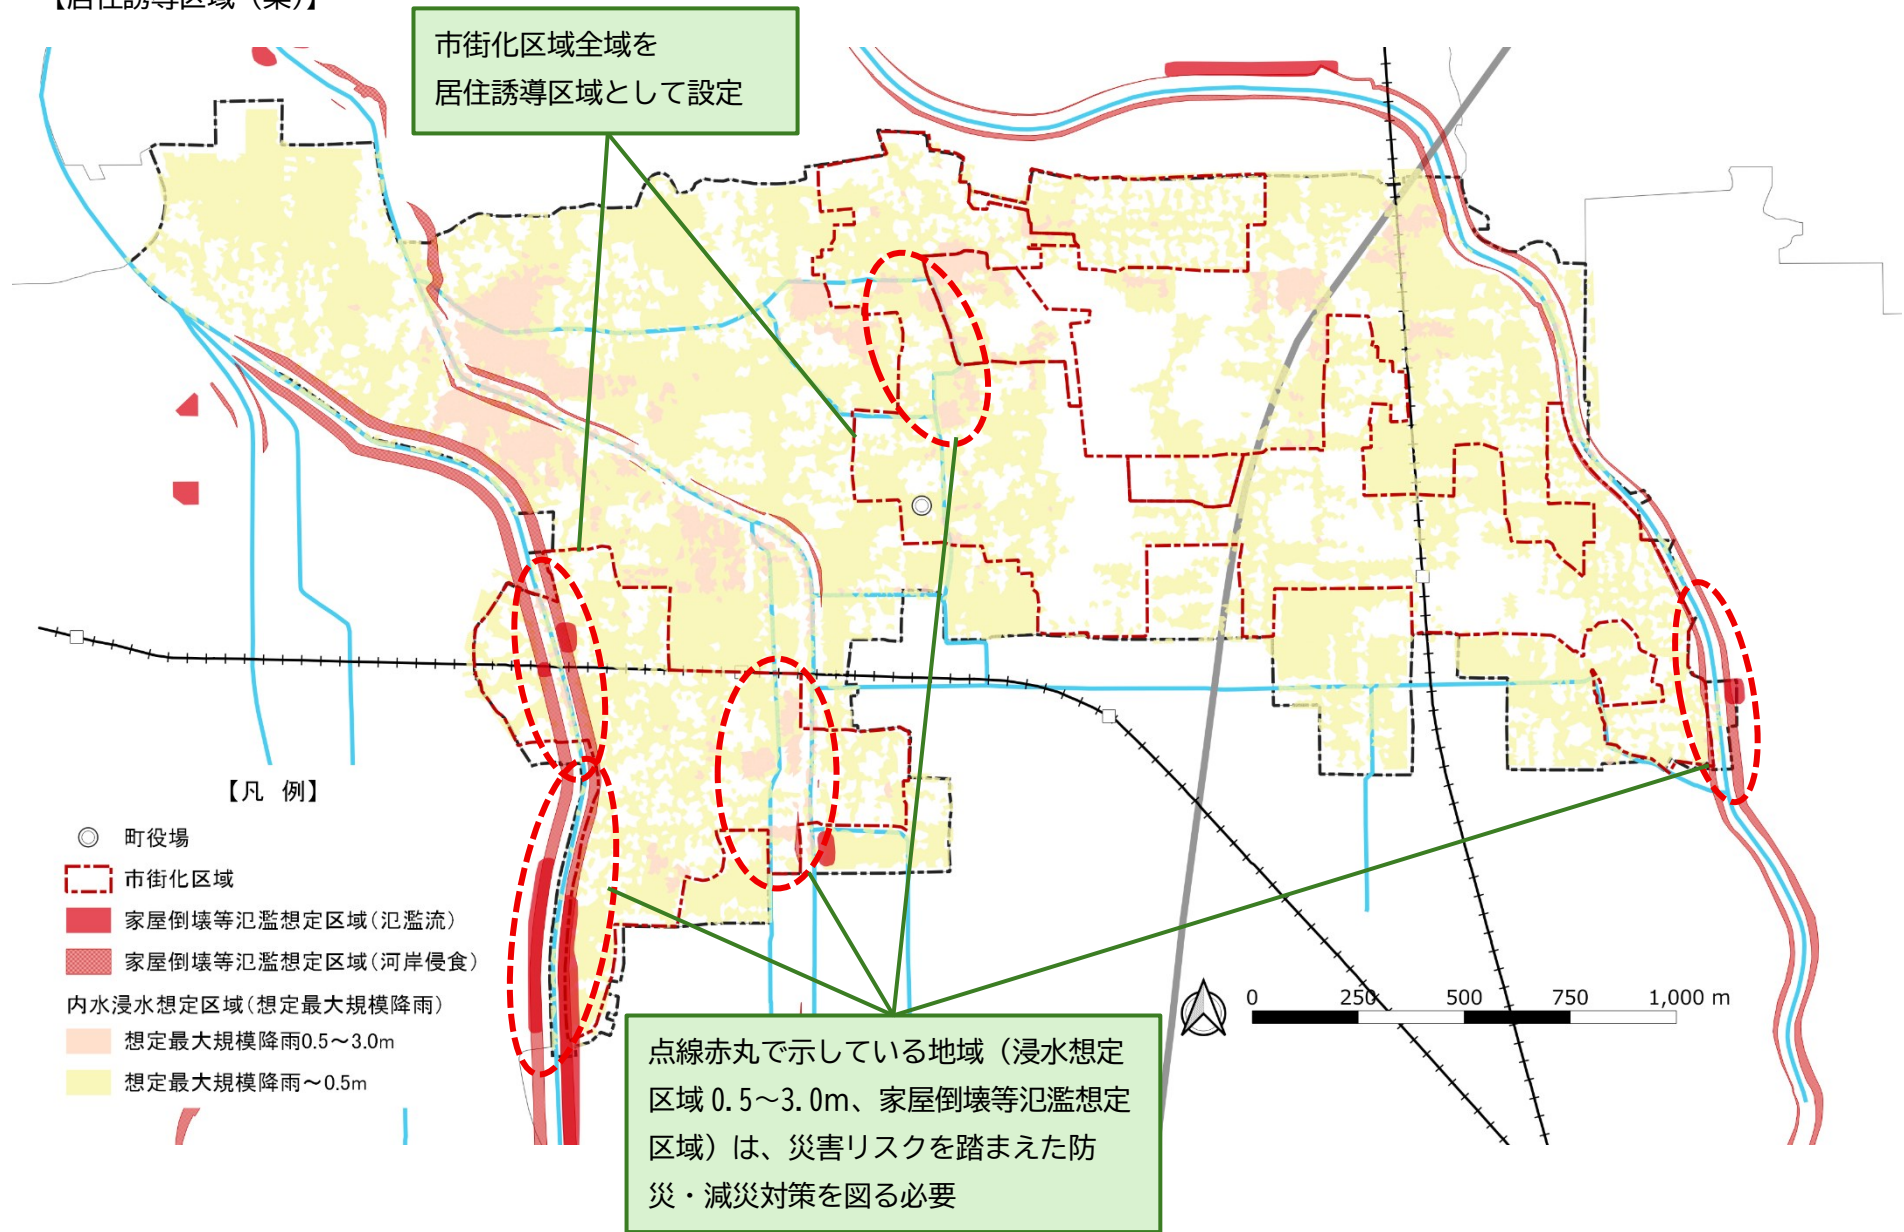 【居住誘導区域（案）】
市街化区域全域を
居住誘導区域として設定
【凡 例】
町役場
市街化区域
家屋倒壊等氾濫想定区域(氾濫流)
家屋倒壊等氾濫想定区域(河岸侵食)
内水浸水想定区域(想定最大規模降雨)
想定最大規模降雨0.5～3.0m
想定最大規模降雨～0.5m
0 250 500 750 1,000 m
点線赤丸で示している地域（浸水想定
区域 0.5～3.0m、家屋倒壊等氾濫想定
区域）は、災害リスクを踏まえた防
災・減災対策を図る必要